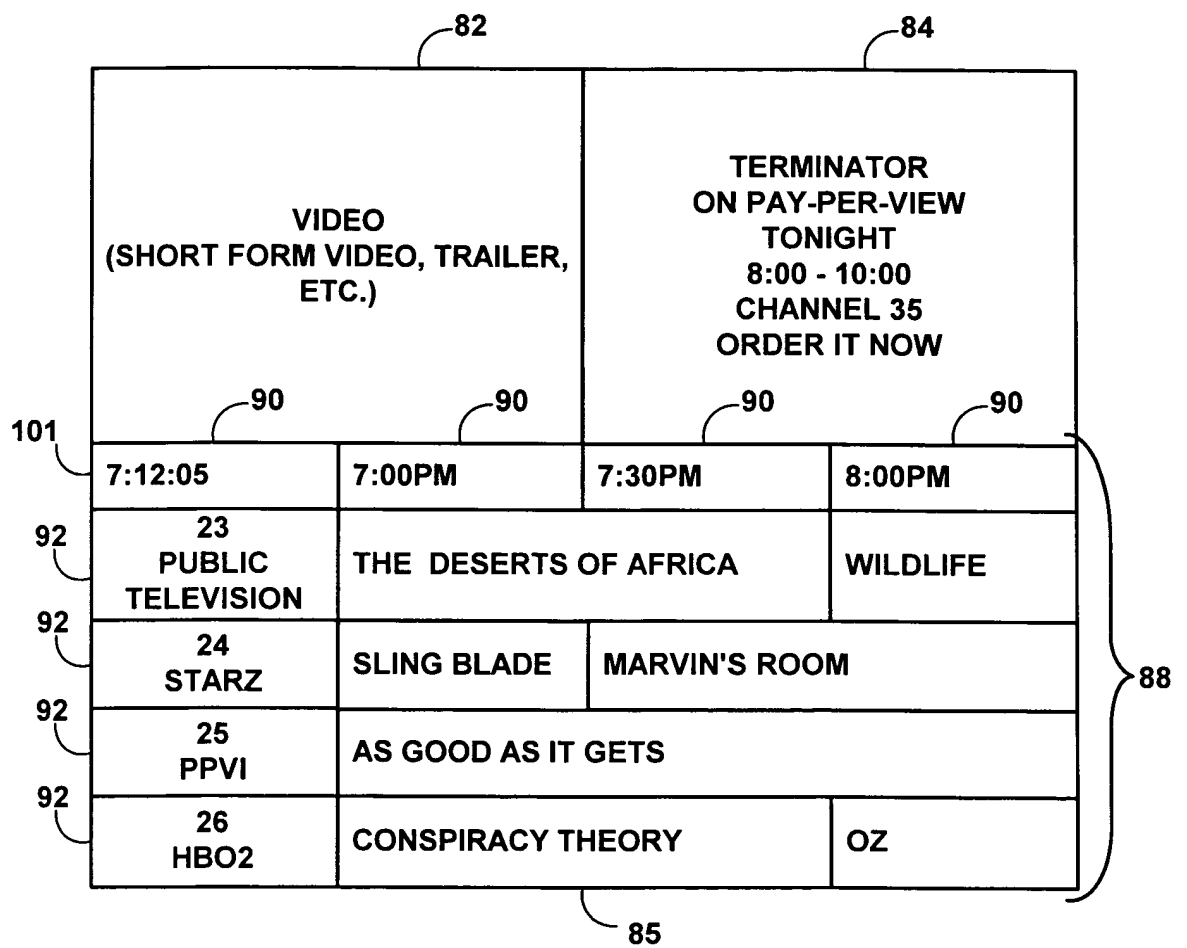 82
84
VIDEO
(SHORT FORM VIDEO, TRAILER,
ETC.)
TERMINATOR
ON PAY-PER-VIEW
TONIGHT
8:00 - 10:00
CHANNEL 35
ORDER IT NOW
90 90 90 90
101
7:12:05 7:00PM 7:30PM 8:00PM
92
23
PUBLIC
TELEVISION
THE DESERTS OF AFRICA
WILDLIFE
92
24
STARZ
SLING BLADE
MARVIN'S ROOM
88
92
25
PPVI
AS GOOD AS IT GETS
92
26
HBO2
CONSPIRACY THEORY
OZ
85